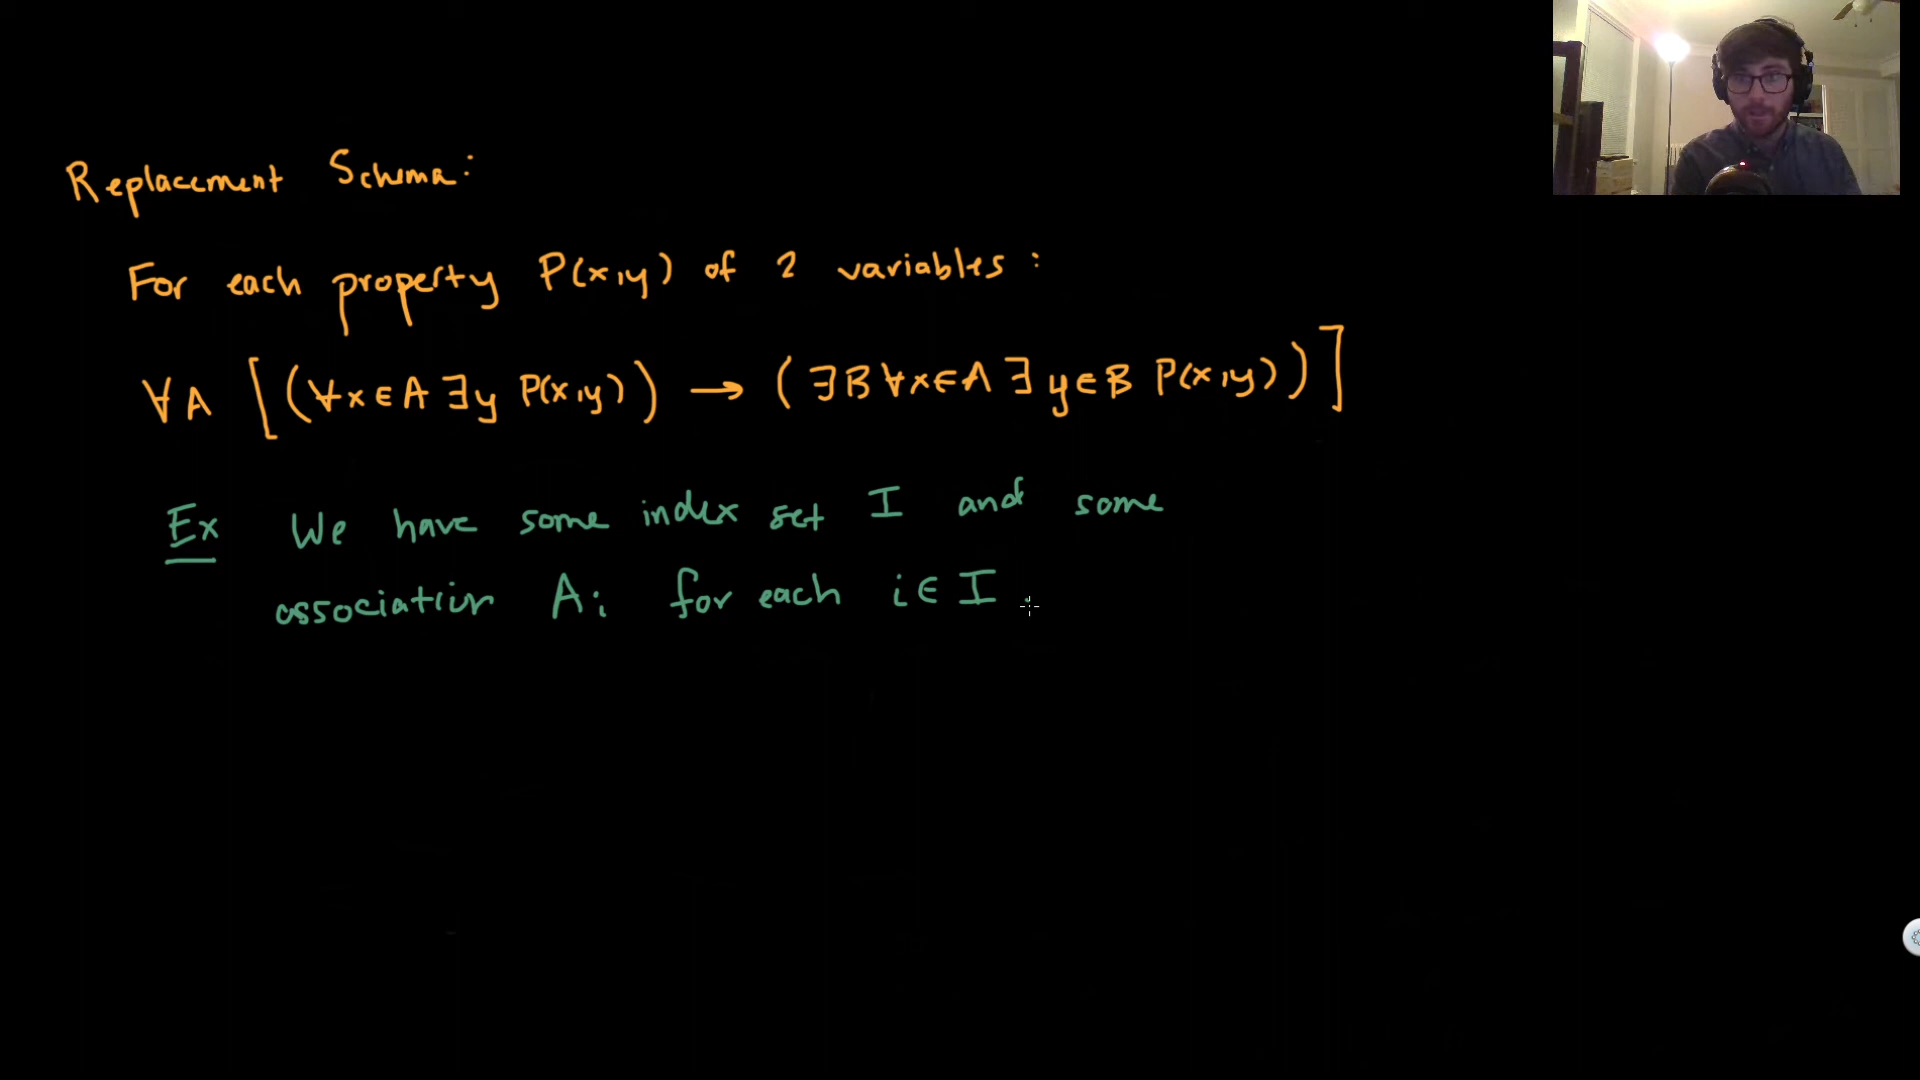 Replacement Schema:
For each property P(x,y) of 2 variables:
∀A [(∀x∈A ∃y P(x,y)) → (∃B ∀x∈A ∃y∈B P(x,y))]
Ex We have some index set I and some
association Aᵢ for each i∈I.